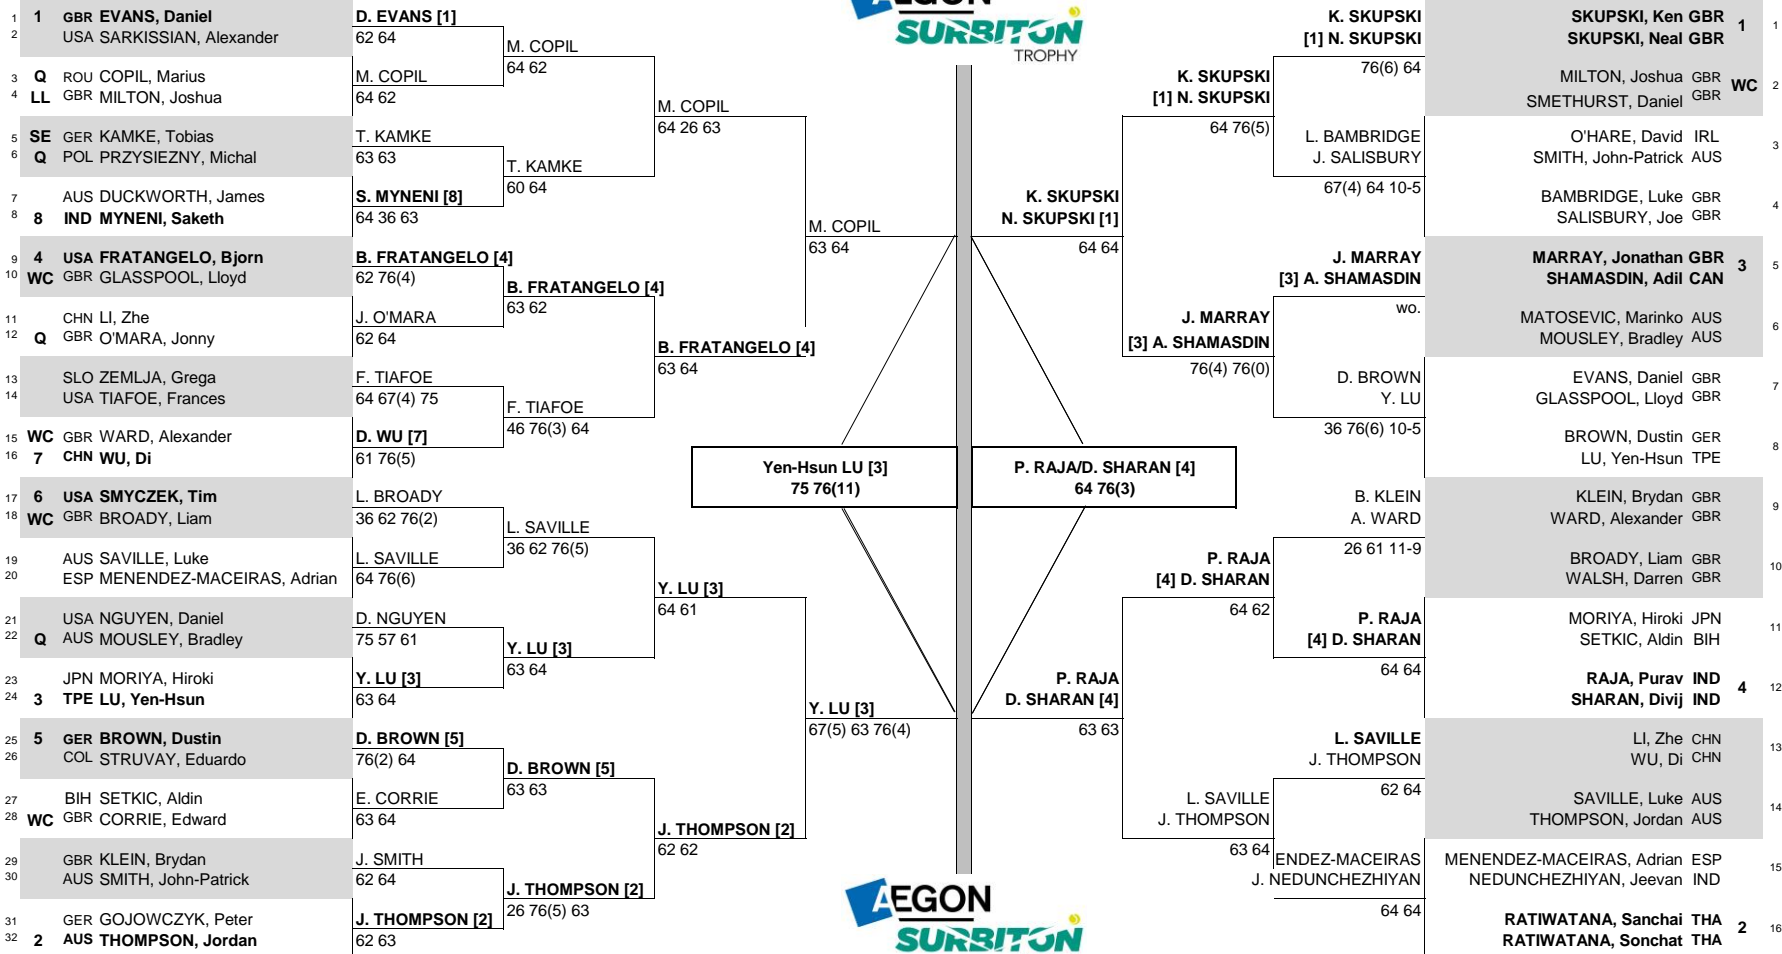 AEGON
SURBITON
TROPHY
1 1 GBR EVANS, Daniel
2 USA SARKISSIAN, Alexander
3 Q ROU COPIL, Marius
4 LL GBR MILTON, Joshua
5 SE GER KAMKE, Tobias
6 Q POL PRZYSIEZNY, Michal
7 AUS DUCKWORTH, James
8 8 IND MYNENI, Saketh
9 4 USA FRATANGELO, Bjorn
10 WC GBR GLASSPOOL, Lloyd
11 CHN LI, Zhe
12 Q GBR O'MARA, Jonny
13 SLO ZEMLJA, Grega
14 USA TIAFOE, Frances
15 WC GBR WARD, Alexander
16 7 CHN WU, Di
17 6 USA SMYCZEK, Tim
18 WC GBR BROADY, Liam
19 AUS SAVILLE, Luke
20 ESP MENENDEZ-MACEIRAS, Adrian
21 USA NGUYEN, Daniel
22 Q AUS MOUSLEY, Bradley
23 JPN MORIYA, Hiroki
24 3 TPE LU, Yen-Hsun
25 5 GER BROWN, Dustin
26 COL STRUVAY, Eduardo
27 BIH SETKIC, Aldin
28 WC GBR CORRIE, Edward
29 GBR KLEIN, Brydan
30 AUS SMITH, John-Patrick
31 GER GOJOWCZYK, Peter
32 2 AUS THOMPSON, Jordan
D. EVANS [1]
62 64
M. COPIL
64 62
T. KAMKE
63 63
S. MYNENI [8]
64 36 63
B. FRATANGELO [4]
62 76(4)
J. O'MARA
62 64
F. TIAFOE
64 67(4) 75
D. WU [7]
61 76(5)
L. BROADY
36 62 76(2)
L. SAVILLE
64 76(6)
D. NGUYEN
75 57 61
Y. LU [3]
63 64
D. BROWN [5]
76(2) 64
E. CORRIE
63 64
J. SMITH
62 64
J. THOMPSON [2]
62 63
M. COPIL
64 62
T. KAMKE
60 64
B. FRATANGELO [4]
63 62
F. TIAFOE
46 76(3) 64
L. SAVILLE
36 62 76(5)
Y. LU [3]
63 64
D. BROWN [5]
63 63
J. THOMPSON [2]
26 76(5) 63
M. COPIL
64 26 63
B. FRATANGELO [4]
63 64
Y. LU [3]
64 61
J. THOMPSON [2]
62 62
M. COPIL
63 64
Y. LU [3]
67(5) 63 76(4)
Yen-Hsun LU [3]
75 76(11)
P. RAJA/D. SHARAN [4]
64 76(3)
K. SKUPSKI
N. SKUPSKI [1]
64 64
P. RAJA
D. SHARAN [4]
63 63
K. SKUPSKI
[1] N. SKUPSKI
64 76(5)
J. MARRAY
[3] A. SHAMASDIN
76(4) 76(0)
P. RAJA
[4] D. SHARAN
64 62
L. SAVILLE
J. THOMPSON
63 64
K. SKUPSKI
[1] N. SKUPSKI
76(6) 64
L. BAMBRIDGE
J. SALISBURY
67(4) 64 10-5
J. MARRAY
[3] A. SHAMASDIN
wo.
D. BROWN
Y. LU
36 76(6) 10-5
B. KLEIN
A. WARD
26 61 11-9
P. RAJA
[4] D. SHARAN
64 64
L. SAVILLE
J. THOMPSON
62 64
ENDEZ-MACEIRAS
J. NEDUNCHEZHIYAN
64 64
SKUPSKI, Ken GBR
SKUPSKI, Neal GBR 1 1
MILTON, Joshua GBR
SMETHURST, Daniel GBR WC 2
O'HARE, David IRL
SMITH, John-Patrick AUS 3
BAMBRIDGE, Luke GBR
SALISBURY, Joe GBR 4
MARRAY, Jonathan GBR
SHAMASDIN, Adil CAN 3 5
MATOSEVIC, Marinko AUS
MOUSLEY, Bradley AUS 6
EVANS, Daniel GBR
GLASSPOOL, Lloyd GBR 7
BROWN, Dustin GER
LU, Yen-Hsun TPE 8
KLEIN, Brydan GBR
WARD, Alexander GBR 9
BROADY, Liam GBR
WALSH, Darren GBR 10
MORIYA, Hiroki JPN
SETKIC, Aldin BIH 11
RAJA, Purav IND
SHARAN, Divij IND 4 12
LI, Zhe CHN
WU, Di CHN 13
SAVILLE, Luke AUS
THOMPSON, Jordan AUS 14
MENENDEZ-MACEIRAS, Adrian ESP
NEDUNCHEZHIYAN, Jeevan IND 15
RATIWATANA, Sanchai THA
RATIWATANA, Sonchat THA 2 16
AEGON
SURBITON